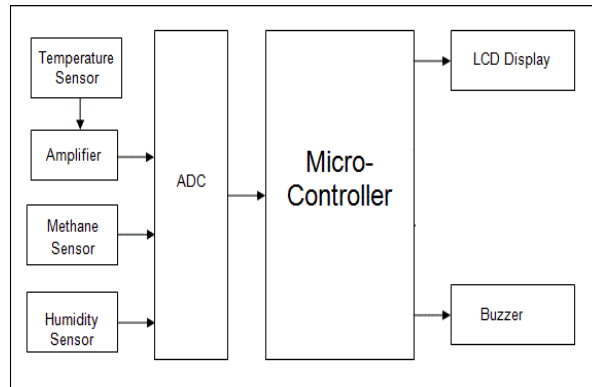 Temperature
Sensor
Amplifier
Methane
Sensor
Humidity
Sensor
ADC
Micro-
Controller
LCD Display
Buzzer